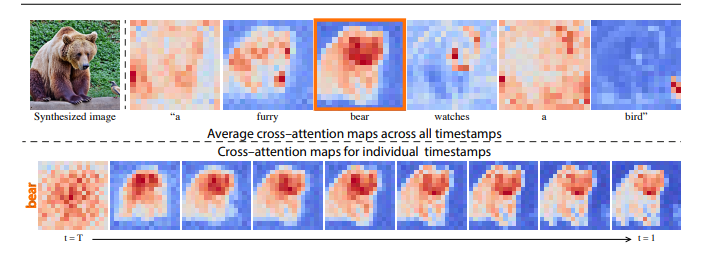 Synthesized image “a furry bear watches a bird”
Average cross–attention maps across all timestamps
Cross–attention maps for individual timestamps
bear
t = T t = 1